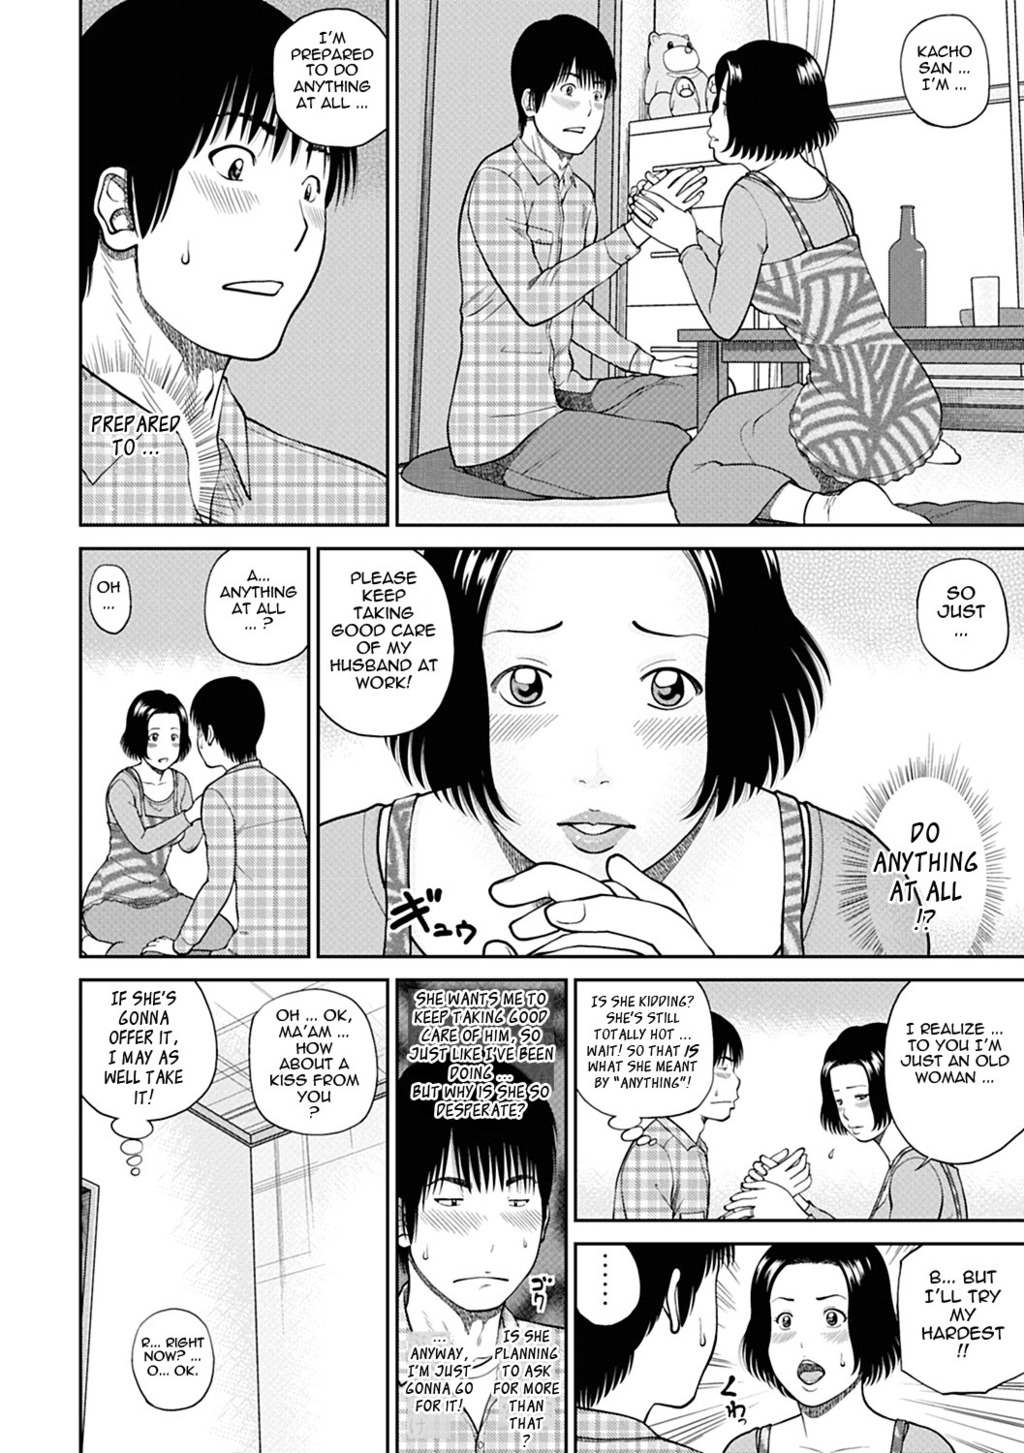 KACHO
SAN ...
I'M ...
I'M
PREPARED
TO DO
ANYTHING
AT ALL ...
PREPARED
TO ...
SO
JUST
...
DO
ANYTHING
AT ALL
!?
PLEASE
KEEP
TAKING
GOOD CARE
OF MY
HUSBAND AT
WORK!
ギュウ
A...
ANYTHING
AT ALL
... ?
OH
...
I REALIZE ...
TO YOU I'M
JUST AN OLD
WOMAN ...
IS SHE KIDDING?
SHE'S STILL
TOTALLY HOT ...
WAIT! SO THAT IS
WHAT SHE MEANT
BY "ANYTHING"!
B... BUT
I'LL TRY
MY
HARDEST
!!
......
くわっ
SHE WANTS ME TO
KEEP TAKING GOOD
CARE OF HIM, SO
JUST LIKE I'VE BEEN
DOING ...
BUT WHY IS SHE SO
DESPERATE?
ゴク
IS SHE
PLANNING
TO ASK
FOR MORE
THAN
THAT
?
...
ANYWAY,
I'M JUST
GONNA GO
FOR IT!
OH ... OK,
MA'AM ...
HOW
ABOUT A
KISS FROM
YOU
?
IF SHE'S
GONNA
OFFER IT,
I MAY AS
WELL TAKE
IT!
R... RIGHT
NOW? ...
O... OK.